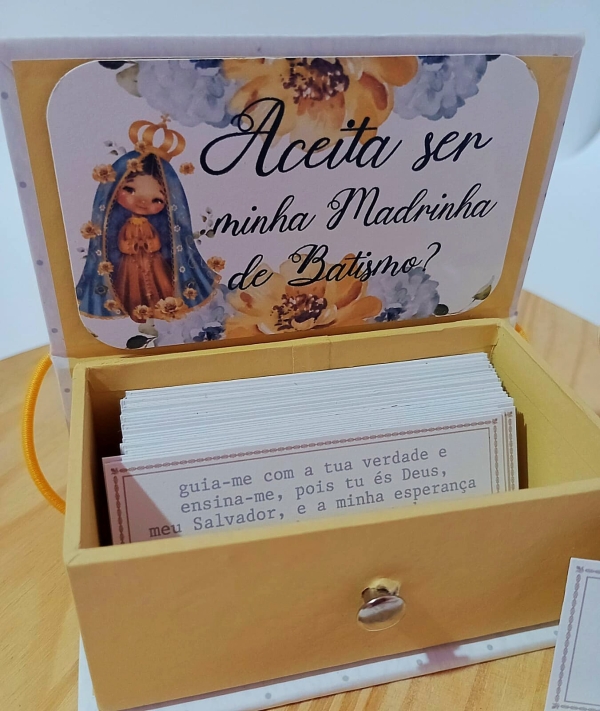 Aceita ser
minha Madrinha
de Batismo?
guia-me com a tua verdade e
ensina-me, pois tu és Deus,
meu Salvador, e a minha esperança